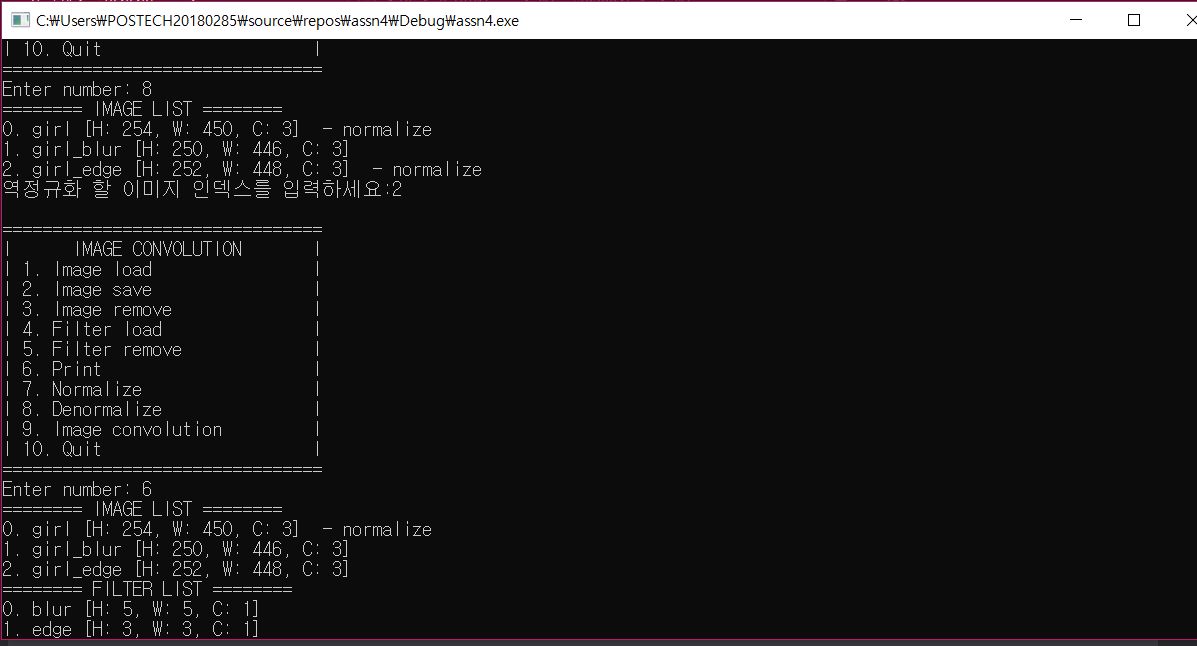 C:₩Users₩POSTECH20180285₩source₩repos₩assn4₩Debug₩assn4.exe
| 10. Quit |
================================
Enter number: 8
======== IMAGE LIST ========
0. girl [H: 254, W: 450, C: 3] - normalize
1. girl_blur [H: 250, W: 446, C: 3]
2. girl_edge [H: 252, W: 448, C: 3] - normalize
역정규화 할 이미지 인덱스를 입력하세요:2
================================
| IMAGE CONVOLUTION |
| 1. Image load |
| 2. Image save |
| 3. Image remove |
| 4. Filter load |
| 5. Filter remove |
| 6. Print |
| 7. Normalize |
| 8. Denormalize |
| 9. Image convolution |
| 10. Quit |
================================
Enter number: 6
======== IMAGE LIST ========
0. girl [H: 254, W: 450, C: 3] - normalize
1. girl_blur [H: 250, W: 446, C: 3]
2. girl_edge [H: 252, W: 448, C: 3]
======== FILTER LIST ========
0. blur [H: 5, W: 5, C: 1]
1. edge [H: 3, W: 3, C: 1]